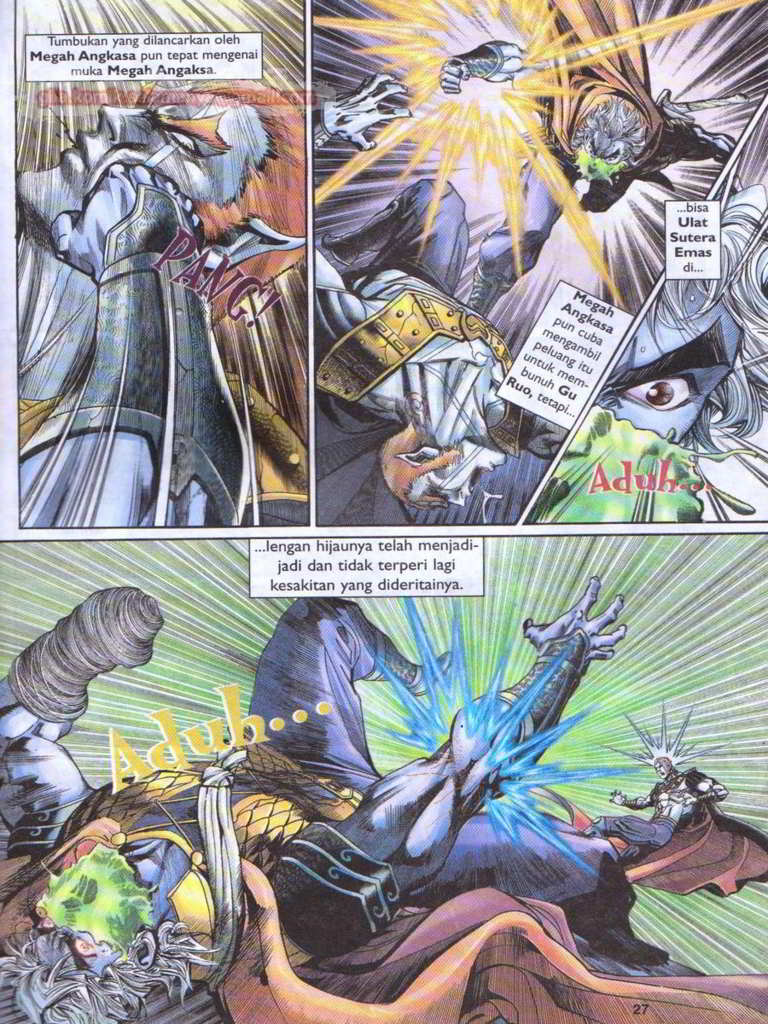 Tumbukan yang dilancarkan oleh
Megah Angkasa pun tepat mengenai
muka Megah Angaksa.
PANG!
Megah
Angkasa
pun cuba
mengambil
peluang itu
untuk mem-
bunuh Gu
Ruo, tetapi...
...bisa
Ulat
Sutera
Emas
di...
Aduh...
...lengan hijaunya telah menjadi-
jadi dan tidak terperi lagi
kesakitan yang dideritainya.
Aduh...
27